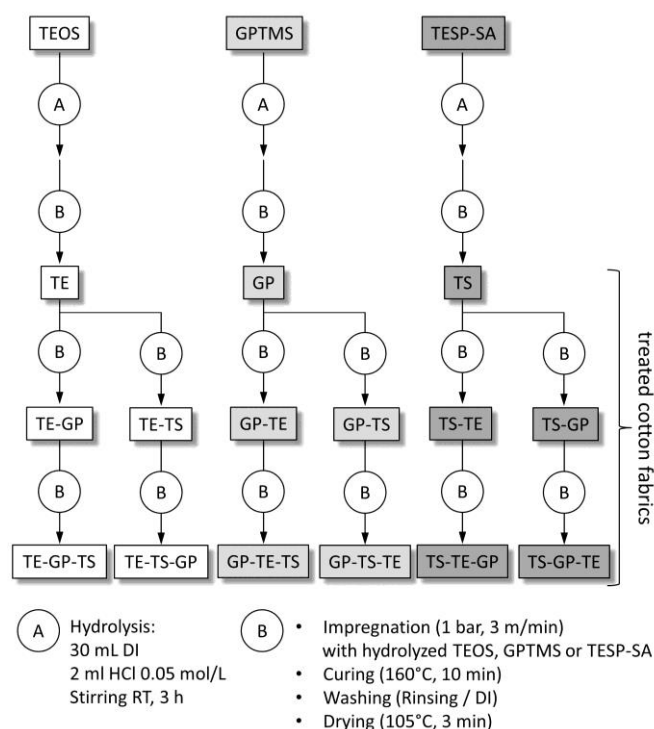 TEOS GPTMS TESP-SA
A A A
B B B
TE GP TS
B B B B B B
TE-GP TE-TS GP-TE GP-TS TS-TE TS-GP
B B B B B B
TE-GP-TS TE-TS-GP GP-TE-TS GP-TS-TE TS-TE-GP TS-GP-TE
treated cotton fabrics
A Hydrolysis:
30 mL DI
2 ml HCl 0.05 mol/L
Stirring RT, 3 h
B • Impregnation (1 bar, 3 m/min)
with hydrolyzed TEOS, GPTMS or TESP-SA
• Curing (160°C, 10 min)
• Washing (Rinsing / DI)
• Drying (105°C, 3 min)